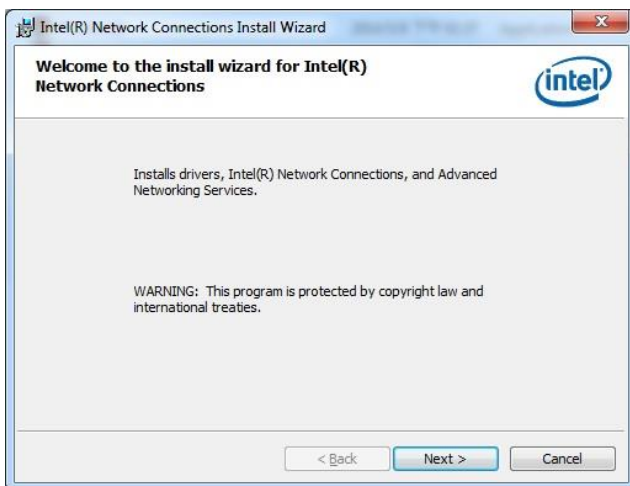 Intel(R) Network Connections Install Wizard
Welcome to the install wizard for Intel(R)
Network Connections
intel
Installs drivers, Intel(R) Network Connections, and Advanced
Networking Services.
WARNING: This program is protected by copyright law and
international treaties.
< Back
Next >
Cancel